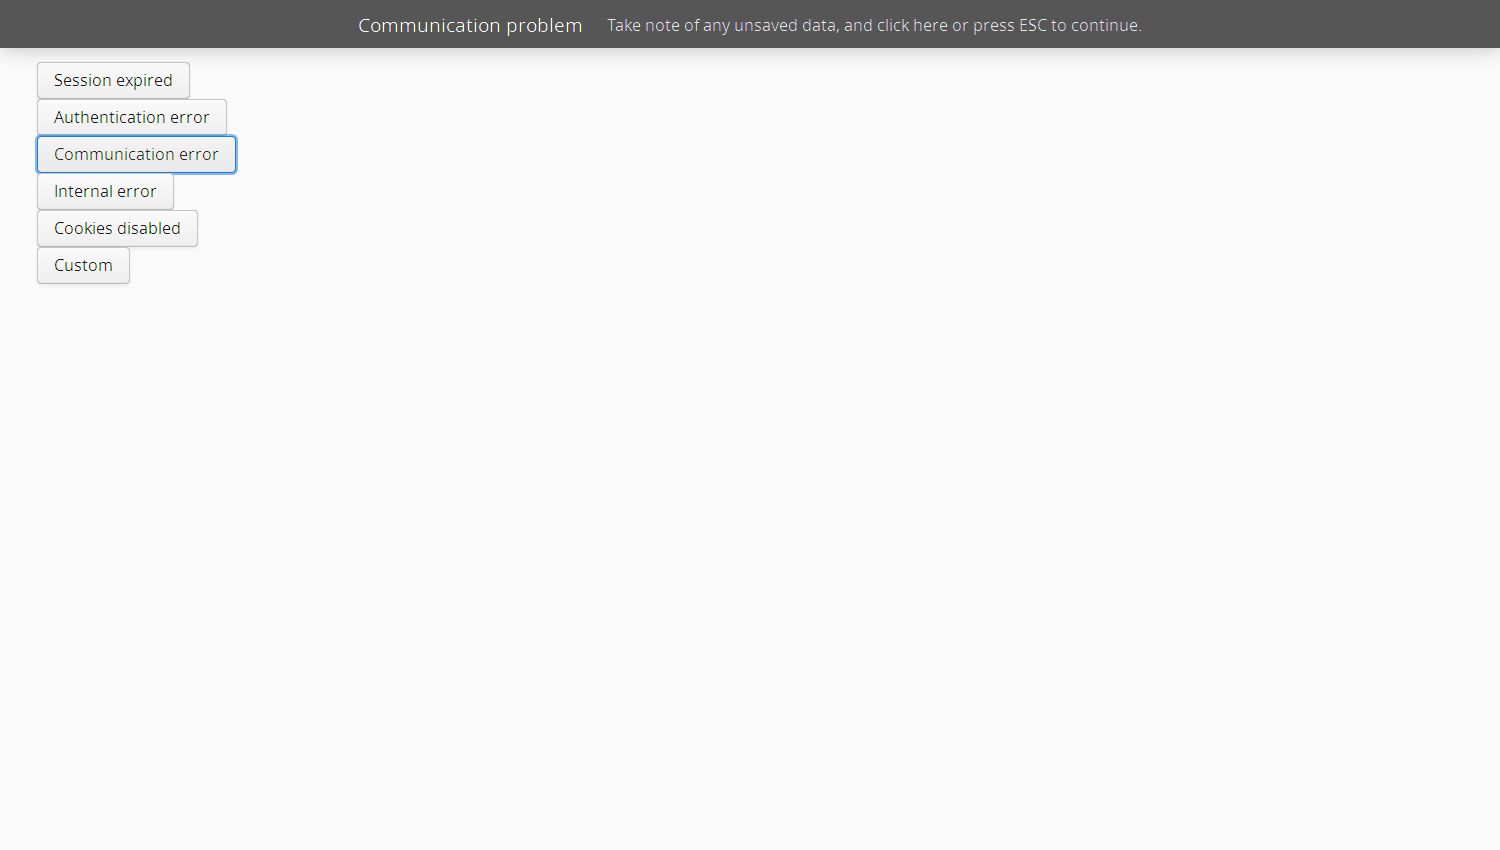 Communication problem Take note of any unsaved data, and click here or press ESC to continue.
Session expired
Authentication error
Communication error
Internal error
Cookies disabled
Custom